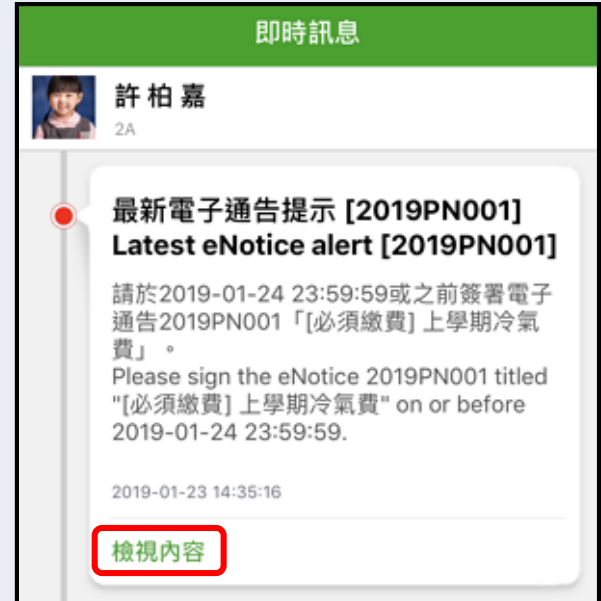 即時訊息
許柏嘉
2A
最新電子通告提示 [2019PN001]
Latest eNotice alert [2019PN001]
請於2019-01-24 23:59:59或之前簽署電子
通告2019PN001「[必須繳費] 上學期冷氣
費」。
Please sign the eNotice 2019PN001 titled
"[必須繳費] 上學期冷氣費" on or before
2019-01-24 23:59:59.
2019-01-23 14:35:16
檢視內容